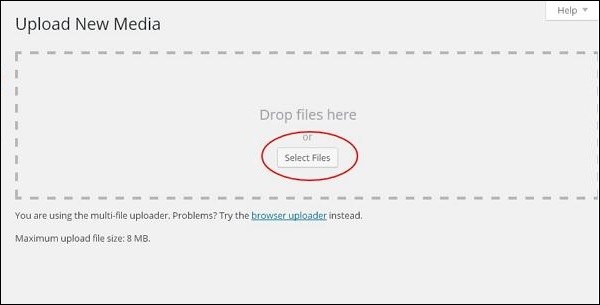 Help
Upload New Media
Drop files here
or
Select Files
You are using the multi-file uploader. Problems? Try the browser uploader instead.
Maximum upload file size: 8 MB.